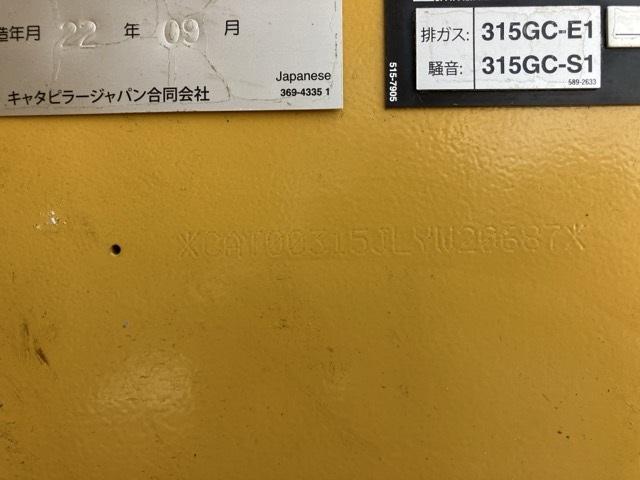 造年月 22 年 09 月
Japanese
キャタピラージャパン合同会社 369-4335 1
排ガス: 315GC-E1
騒音: 315GC-S1
589-2633
515-7905
*CAT00315JLYW20687*